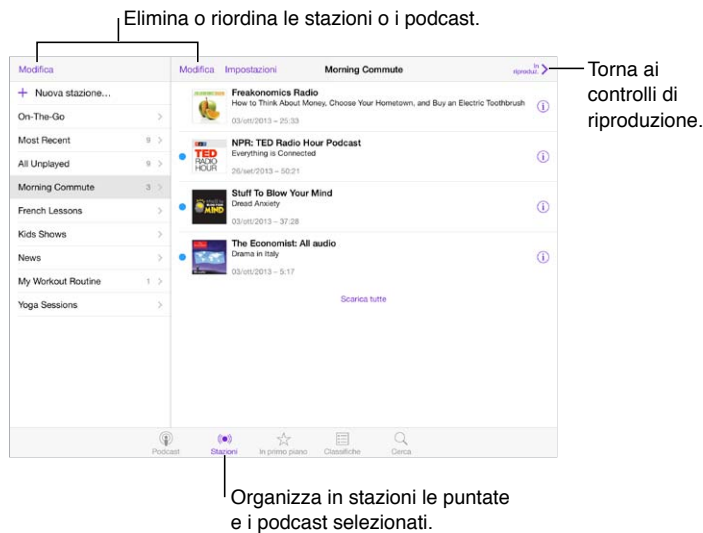 Elimina o riordina le stazioni o i podcast.
Modifica
Modifica Impostazioni Morning Commute In riproduz.
Torna ai
controlli di
riproduzione.
+ Nuova stazione...
On-The-Go
Most Recent 9
All Unplayed 9
Morning Commute 3
French Lessons
Kids Shows
News
My Workout Routine 1
Yoga Sessions
Freakonomics Radio
How to Think About Money, Choose Your Hometown, and Buy an Electric Toothbrush
03/ott/2013 – 25:33
TED
RADIO
HOUR
NPR: TED Radio Hour Podcast
Everything is Connected
26/set/2013 – 50:21
Stuff To Blow Your Mind
Dread Anxiety
03/ott/2013 – 37:28
The Economist: All audio
Drama in Italy
03/ott/2013 – 5:17
Scarica tutte
Podcast Stazioni In primo piano Classifiche Cerca
Organizza in stazioni le puntate
e i podcast selezionati.